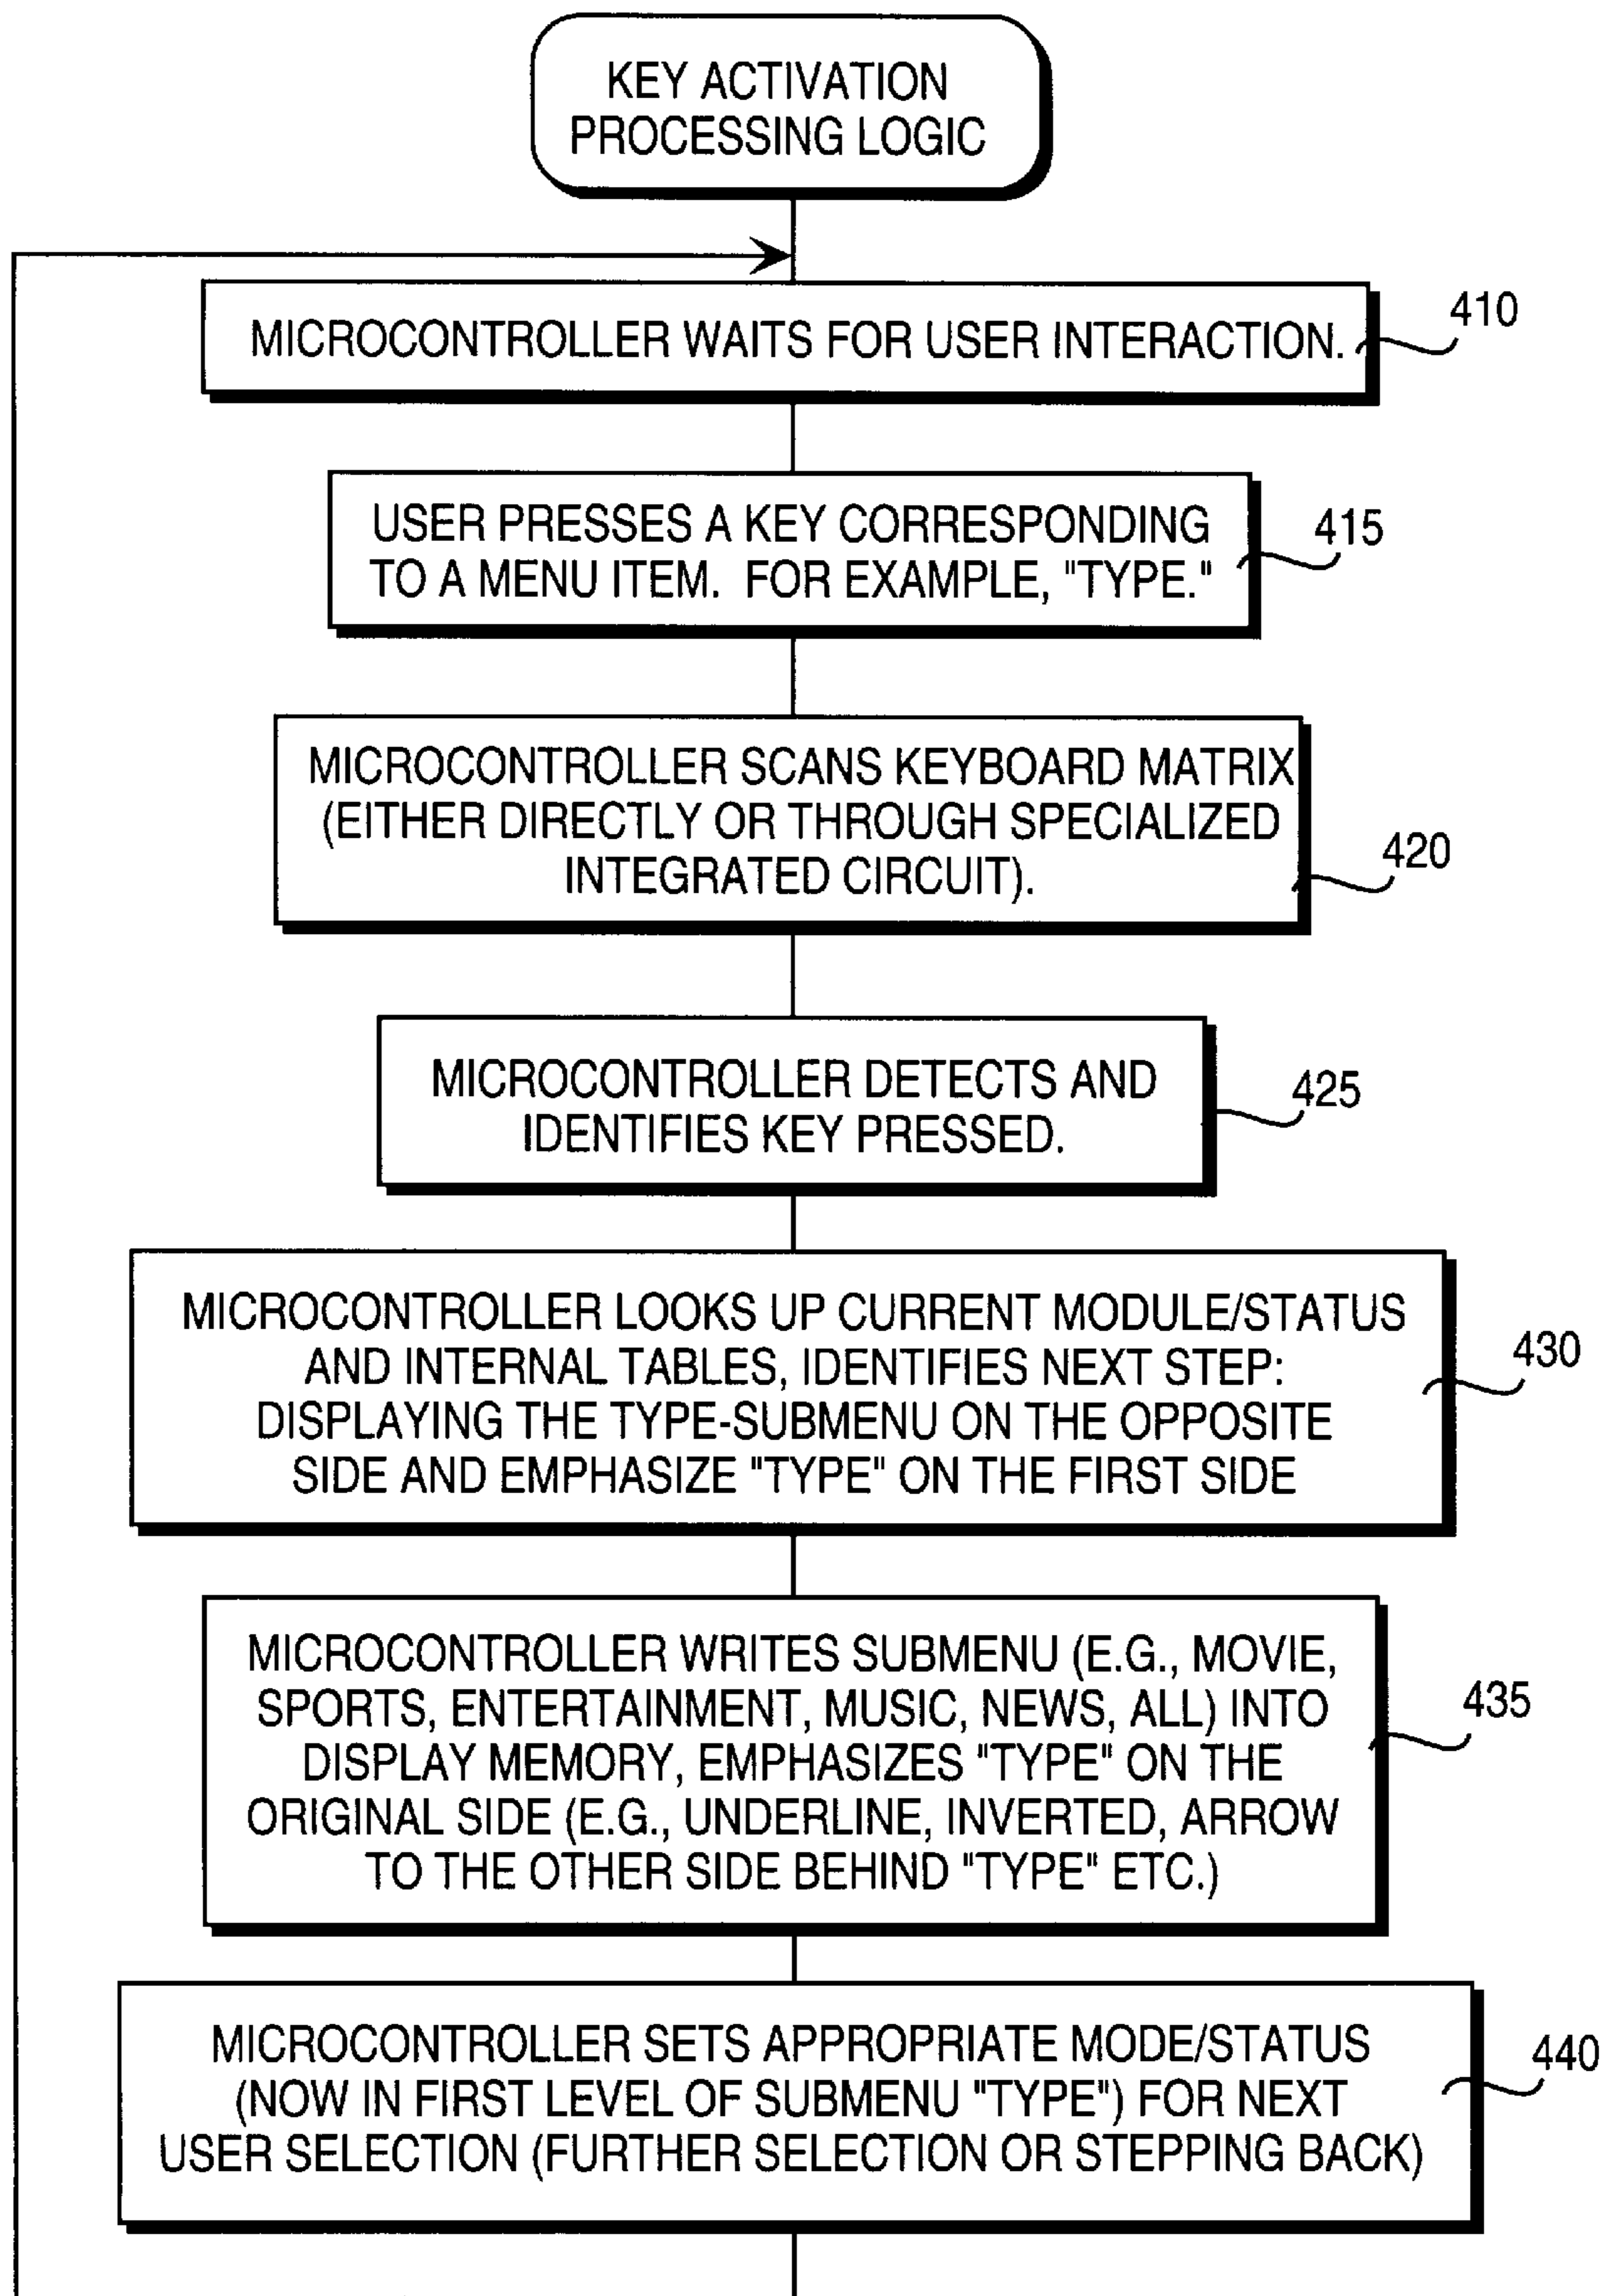 KEY ACTIVATION
PROCESSING LOGIC
MICROCONTROLLER WAITS FOR USER INTERACTION.
410
USER PRESSES A KEY CORRESPONDING
TO A MENU ITEM. FOR EXAMPLE, "TYPE."
415
MICROCONTROLLER SCANS KEYBOARD MATRIX
(EITHER DIRECTLY OR THROUGH SPECIALIZED
INTEGRATED CIRCUIT).
420
MICROCONTROLLER DETECTS AND
IDENTIFIES KEY PRESSED.
425
MICROCONTROLLER LOOKS UP CURRENT MODULE/STATUS
AND INTERNAL TABLES, IDENTIFIES NEXT STEP:
DISPLAYING THE TYPE-SUBMENU ON THE OPPOSITE
SIDE AND EMPHASIZE "TYPE" ON THE FIRST SIDE
430
MICROCONTROLLER WRITES SUBMENU (E.G., MOVIE,
SPORTS, ENTERTAINMENT, MUSIC, NEWS, ALL) INTO
DISPLAY MEMORY, EMPHASIZES "TYPE" ON THE
ORIGINAL SIDE (E.G., UNDERLINE, INVERTED, ARROW
TO THE OTHER SIDE BEHIND "TYPE" ETC.)
435
MICROCONTROLLER SETS APPROPRIATE MODE/STATUS
(NOW IN FIRST LEVEL OF SUBMENU "TYPE") FOR NEXT
USER SELECTION (FURTHER SELECTION OR STEPPING BACK)
440